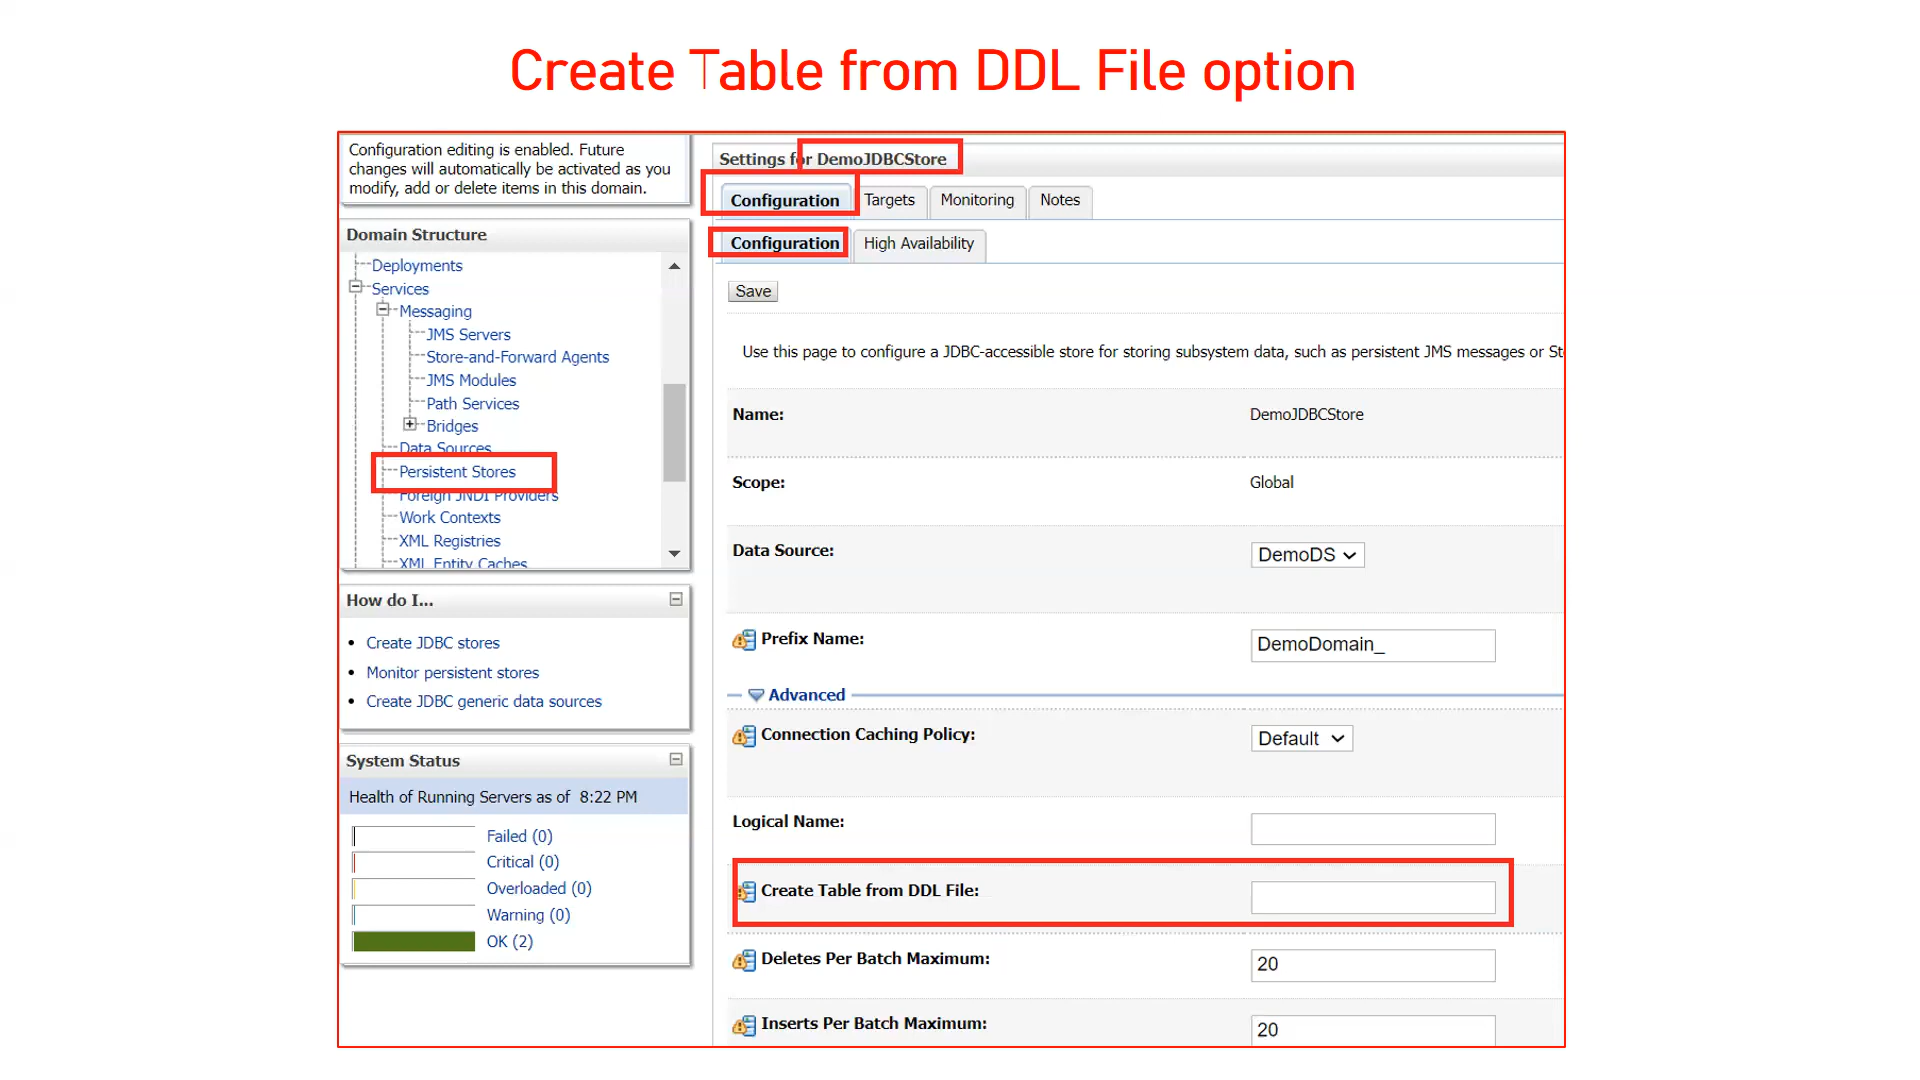 Create Table from DDL File option
Configuration editing is enabled. Future
changes will automatically be activated as you
modify, add or delete items in this domain.
Domain Structure
Deployments
Services
Messaging
JMS Servers
Store-and-Forward Agents
JMS Modules
Path Services
Bridges
Data Sources
Persistent Stores
Foreign JNDI Providers
Work Contexts
XML Registries
XML Entity Caches
How do I...
Create JDBC stores
Monitor persistent stores
Create JDBC generic data sources
System Status
Health of Running Servers as of 8:22 PM
Failed (0)
Critical (0)
Overloaded (0)
Warning (0)
OK (2)
Settings for DemoJDBCStore
Configuration Targets Monitoring Notes
Configuration High Availability
Save
Use this page to configure a JDBC-accessible store for storing subsystem data, such as persistent JMS messages or St
Name: DemoJDBCStore
Scope: Global
Data Source: DemoDS
Prefix Name: DemoDomain_
Advanced
Connection Caching Policy: Default
Logical Name:
Create Table from DDL File:
Deletes Per Batch Maximum: 20
Inserts Per Batch Maximum: 20